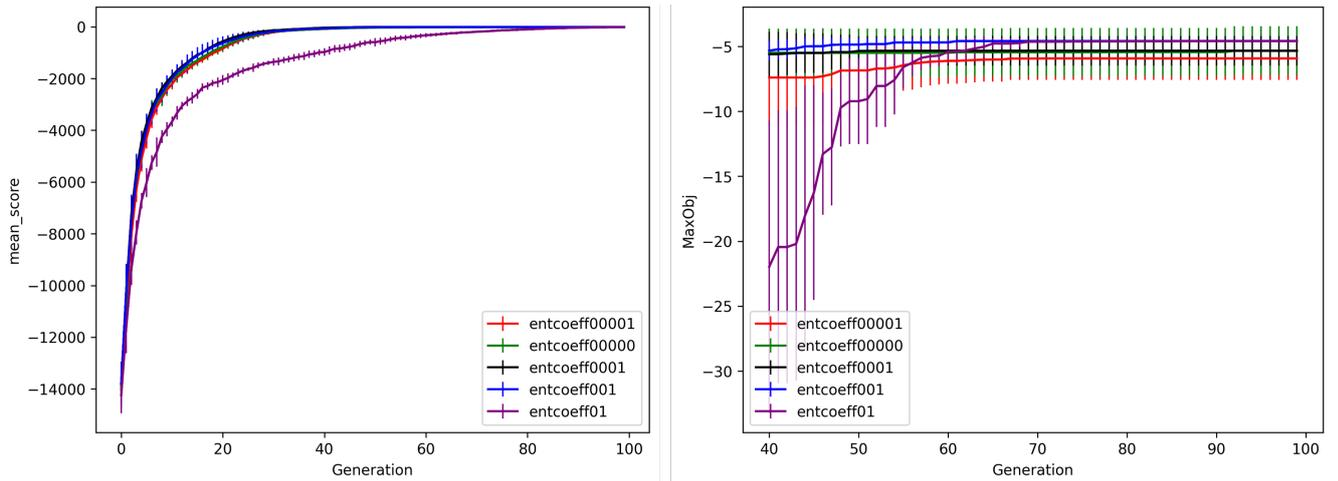 mean_score
0
−2000
−4000
−6000
−8000
−10000
−12000
−14000
0 20 40 60 80 100
Generation
entcoeff00001
entcoeff00000
entcoeff0001
entcoeff001
entcoeff01
MaxObj
−5
−10
−15
−20
−25
−30
40 50 60 70 80 90 100
Generation
entcoeff00001
entcoeff00000
entcoeff0001
entcoeff001
entcoeff01